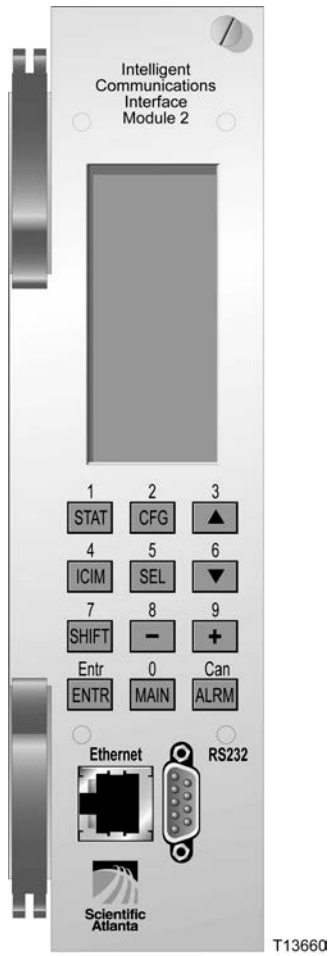 Intelligent
Communications
Interface
Module 2
1 2 3
STAT CFG ▲
4 5 6
ICIM SEL ▼
7 8 9
SHIFT − +
Entr 0 Can
ENTR MAIN ALRM
Ethernet RS232
Scientific
Atlanta
T13660